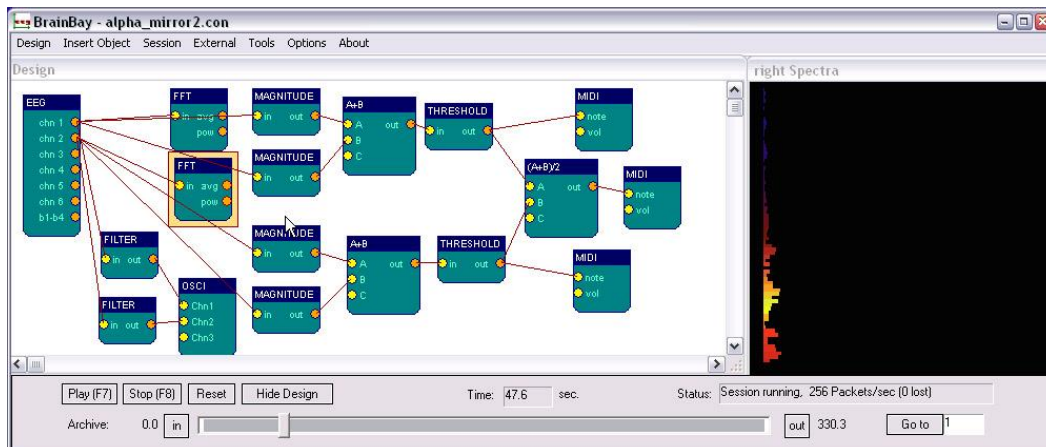 BrainBay - alpha_mirror2.con
Design Insert Object Session External Tools Options About
Design
right Spectra
EEG
chn 1
chn 2
chn 3
chn 4
chn 5
chn 6
b1-b4
FFT
in avg
pow
FFT
in avg
pow
MAGNITUDE
in out
MAGNITUDE
in out
MAGNITUDE
in out
MAGNITUDE
in out
A+B
A out
B
C
A+B
A out
B
C
THRESHOLD
in out
THRESHOLD
in out
MIDI
note
vol
(A+B)/2
A out
B
C
MIDI
note
vol
MIDI
note
vol
FILTER
in out
FILTER
in out
OSCI
Chn1
Chn2
Chn3
Play (F7) Stop (F8) Reset Hide Design Time: 47.6 sec. Status: Session running, 256 Packets/sec (0 lost)
Archive: 0.0 in out 330.3 Go to 1